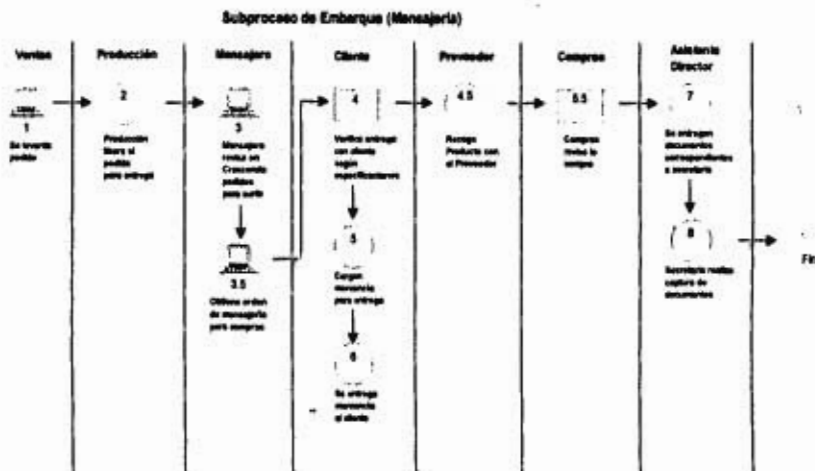 Subproceso de Embarque (Mensajería)
Ventas
Producción
Mensajero
Cliente
Proveedor
Compras
Asistente
Director
1
Se levanta
pedido
2
Producción
libera el
pedido
para entrega
3
Mensajero
revisa en
Crescendo
pedidos
para surtir
3.5
Obtiene orden
de mensajería
para compras
4
Verifica entrega
con cliente
según
especificaciones
5
Cargan
mercancía
para entrega
6
Se entrega
mercancía
al cliente
4.5
Recoge
Producto con
el Proveedor
5.5
Compras
revisa la
compra
7
Se entregan
documentos
correspondientes
a secretaria
8
Secretaria realiza
captura de
documentos
Fin